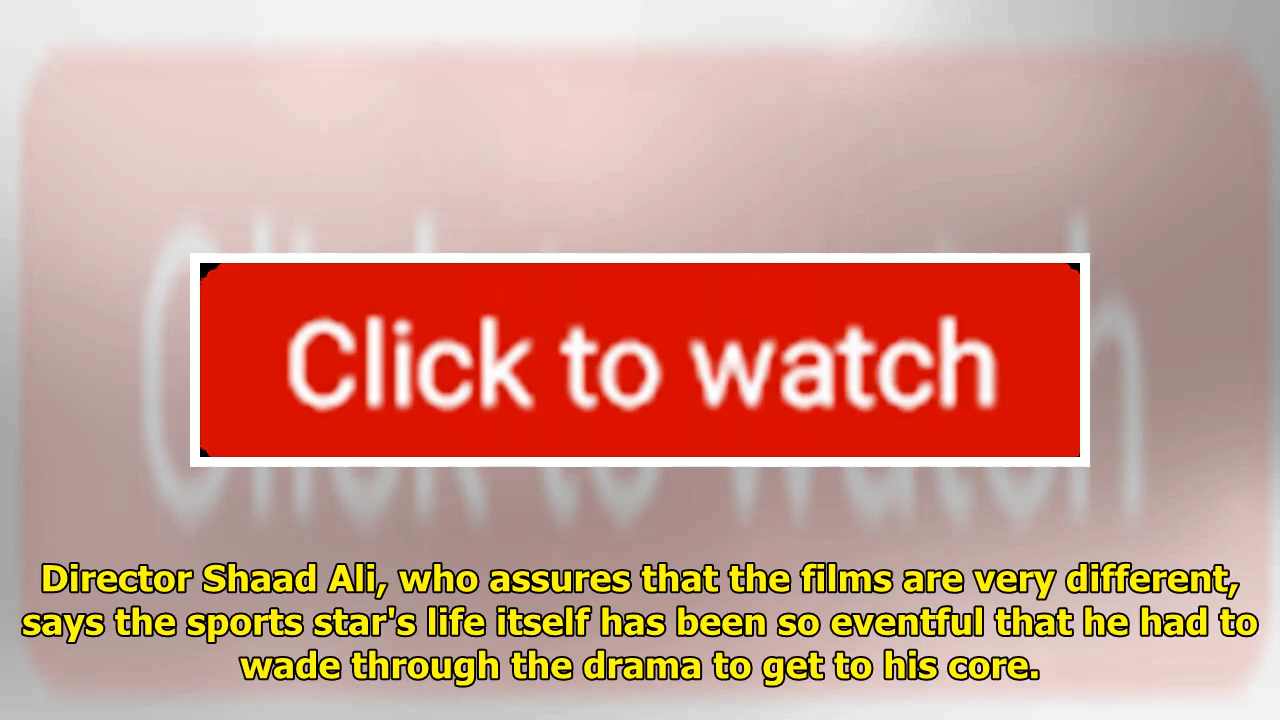 Click to watch
Director Shaad Ali, who assures that the films are very different,
says the sports star's life itself has been so eventful that he had to
wade through the drama to get to his core.